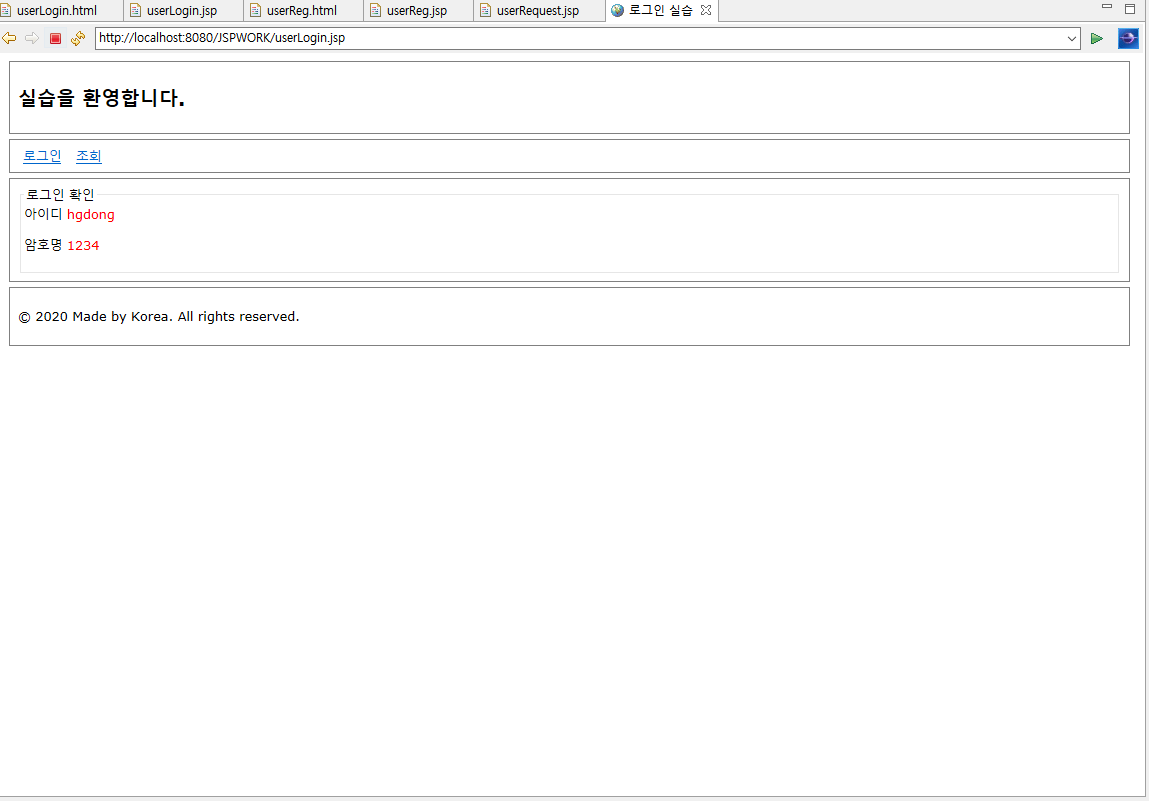 userLogin.html userLogin.jsp userReg.html userReg.jsp userRequest.jsp 로그인 실습
http://localhost:8080/JSPWORK/userLogin.jsp
실습을 환영합니다.
로그인 조회
로그인 확인
아이디 hgdong
암호명 1234
© 2020 Made by Korea. All rights reserved.